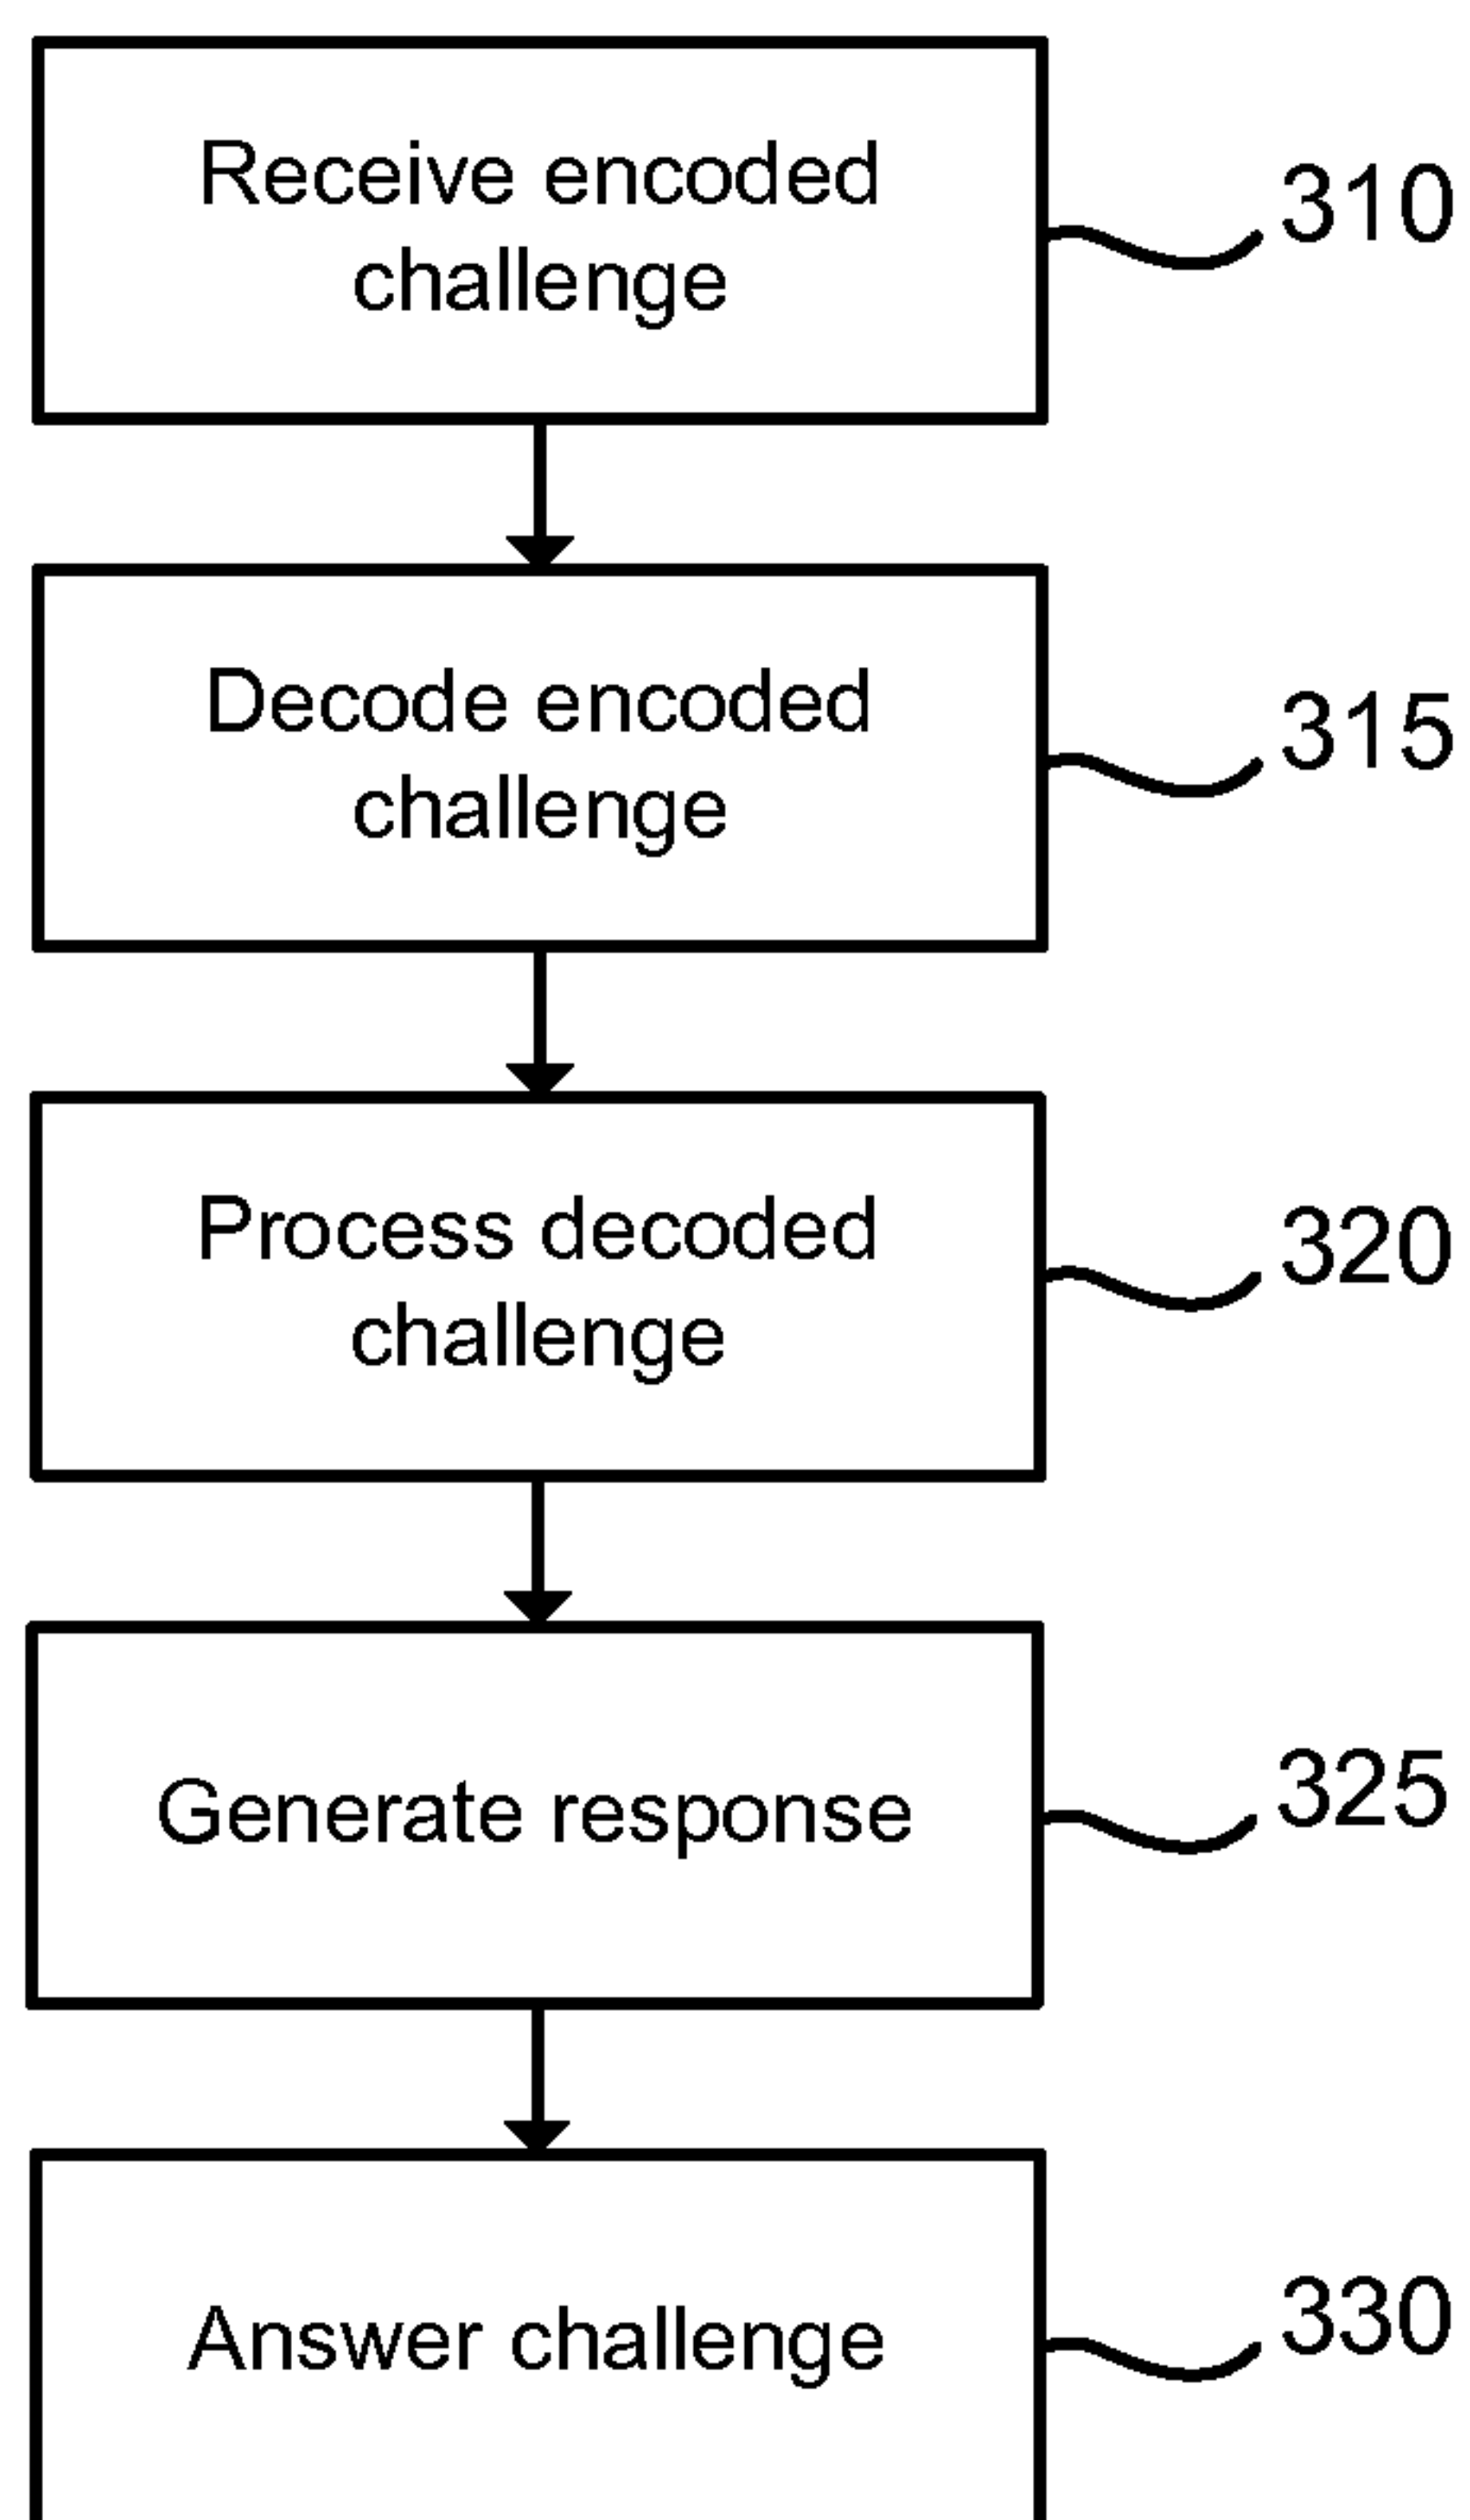 Receive encoded
challenge
310
Decode encoded
challenge
315
Process decoded
challenge
320
Generate response
325
Answer challenge
330